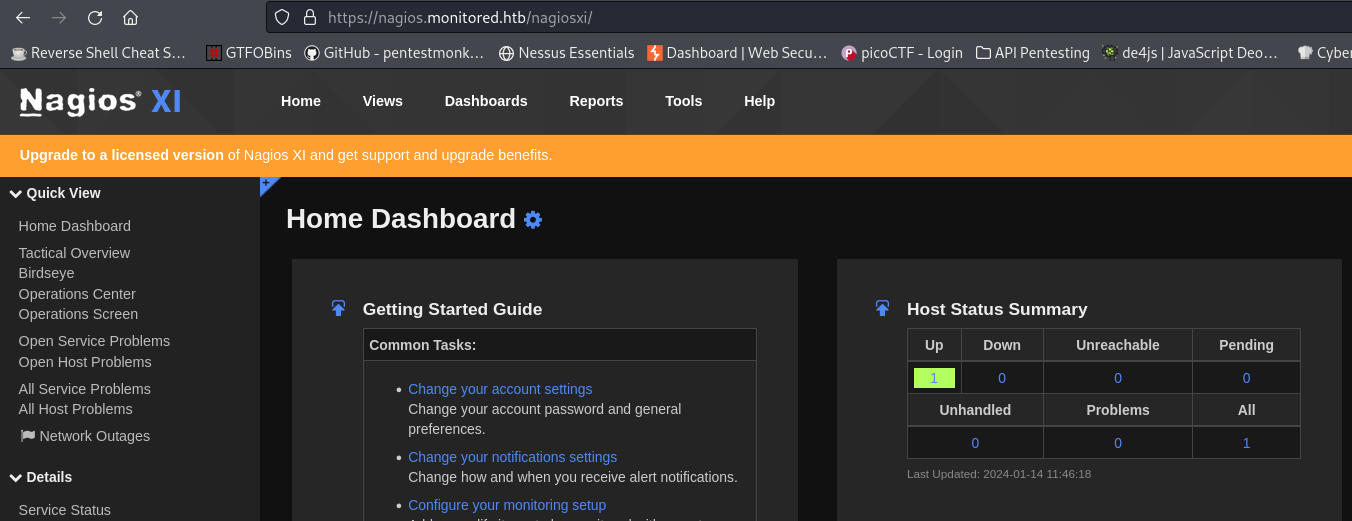 https://nagios.monitored.htb/nagiosxi/
Reverse Shell Cheat S… GTFOBins GitHub - pentestmonk… Nessus Essentials Dashboard | Web Secu… picoCTF - Login API Pentesting de4js | JavaScript Deo… Cyber
Nagios® XI Home Views Dashboards Reports Tools Help
Upgrade to a licensed version of Nagios XI and get support and upgrade benefits.
Quick View
Home Dashboard
Tactical Overview
Birdseye
Operations Center
Operations Screen
Open Service Problems
Open Host Problems
All Service Problems
All Host Problems
Network Outages
Details
Service Status
Home Dashboard
Getting Started Guide
Common Tasks:
• Change your account settings
Change your account password and general
preferences.
• Change your notifications settings
Change how and when you receive alert notifications.
• Configure your monitoring setup
Host Status Summary
Up Down Unreachable Pending
1 0 0 0
Unhandled Problems All
0 0 1
Last Updated: 2024-01-14 11:46:18